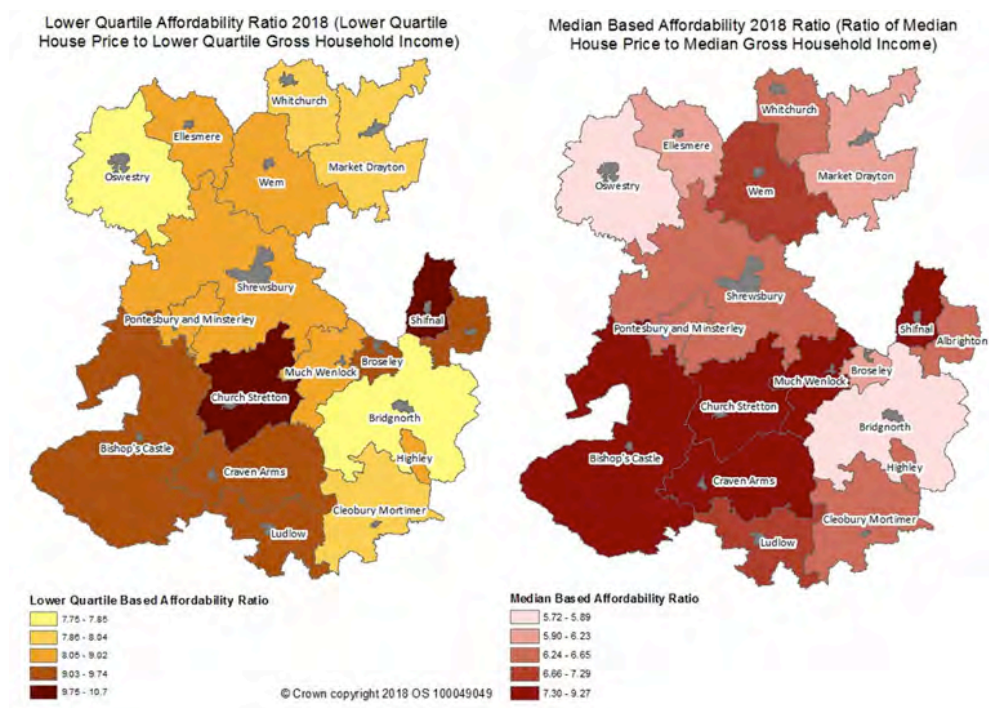 Lower Quartile Affordability Ratio 2018 (Lower Quartile
House Price to Lower Quartile Gross Household Income)
Whitchurch
Ellesmere
Oswestry
Wem
Market Drayton
Shrewsbury
Pontesbury and Minsterley
Shifnal
Broseley
Much Wenlock
Church Stretton
Bridgnorth
Bishop's Castle
Highley
Craven Arms
Cleobury Mortimer
Ludlow
Lower Quartile Based Affordability Ratio
7.75 - 7.85
7.86 - 8.04
8.05 - 9.02
9.03 - 9.74
9.75 - 10.7
© Crown copyright 2018 OS 100049049
Median Based Affordability 2018 Ratio (Ratio of Median
House Price to Median Gross Household Income)
Whitchurch
Ellesmere
Oswestry
Wem
Market Drayton
Shrewsbury
Pontesbury and Minsterley
Shifnal
Albrighton
Broseley
Much Wenlock
Church Stretton
Bridgnorth
Bishop's Castle
Highley
Craven Arms
Cleobury Mortimer
Ludlow
Median Based Affordability Ratio
5.72 - 5.89
5.90 - 6.23
6.24 - 6.65
6.66 - 7.29
7.30 - 9.27